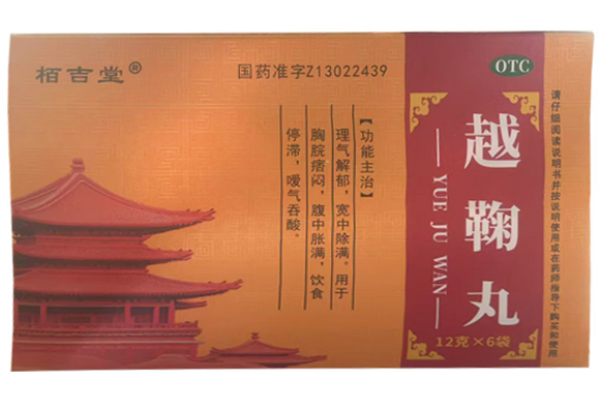 栢吉堂®
国药准字Z13022439
【功能主治】
理气解郁，宽中除满。用于
胸脘痞闷，腹中胀满，饮食
停滞，嗳气吞酸。
OTC
越鞠丸
YUE JU WAN
12克×6袋
请仔细阅读说明书并按说明使用或在药师指导下购买和使用